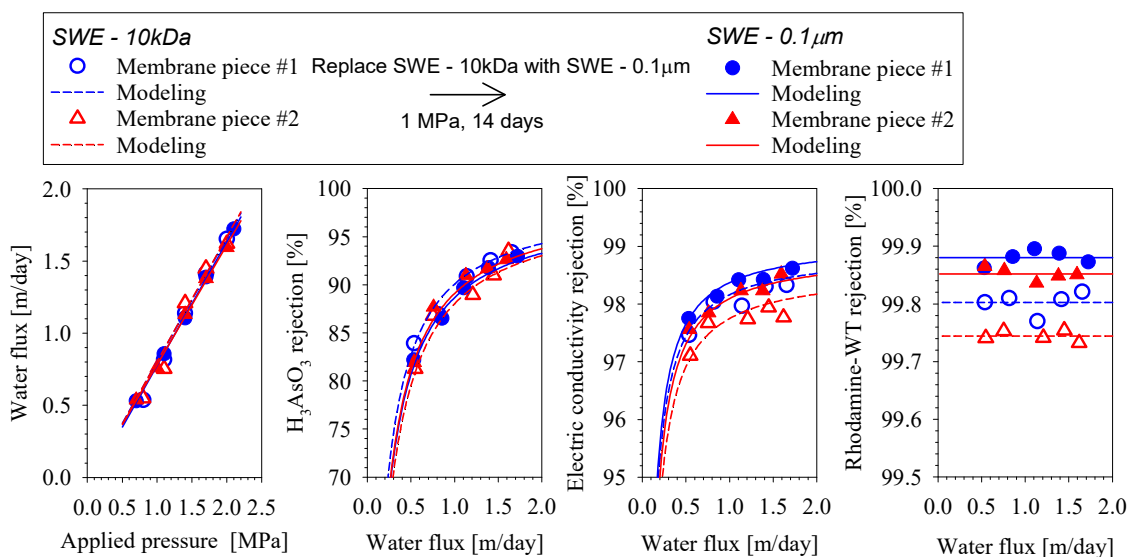 SWE - 10kDa
Membrane piece #1
Modeling
Membrane piece #2
Modeling
Replace SWE - 10kDa with SWE - 0.1μm
1 MPa, 14 days
SWE - 0.1μm
Membrane piece #1
Modeling
Membrane piece #2
Modeling
Water flux [m/day]
2.0
1.5
1.0
0.5
0.0
0.0 0.5 1.0 1.5 2.0 2.5
Applied pressure [MPa]
H3AsO3 rejection [%]
100
95
90
85
80
75
70
0.0 0.5 1.0 1.5 2.0
Water flux [m/day]
Electric conductivity rejection [%]
100
99
98
97
96
95
0.0 0.5 1.0 1.5 2.0
Water flux [m/day]
Rhodamine-WT rejection [%]
100.0
99.9
99.8
99.7
99.6
99.5
0.0 0.5 1.0 1.5 2.0
Water flux [m/day]